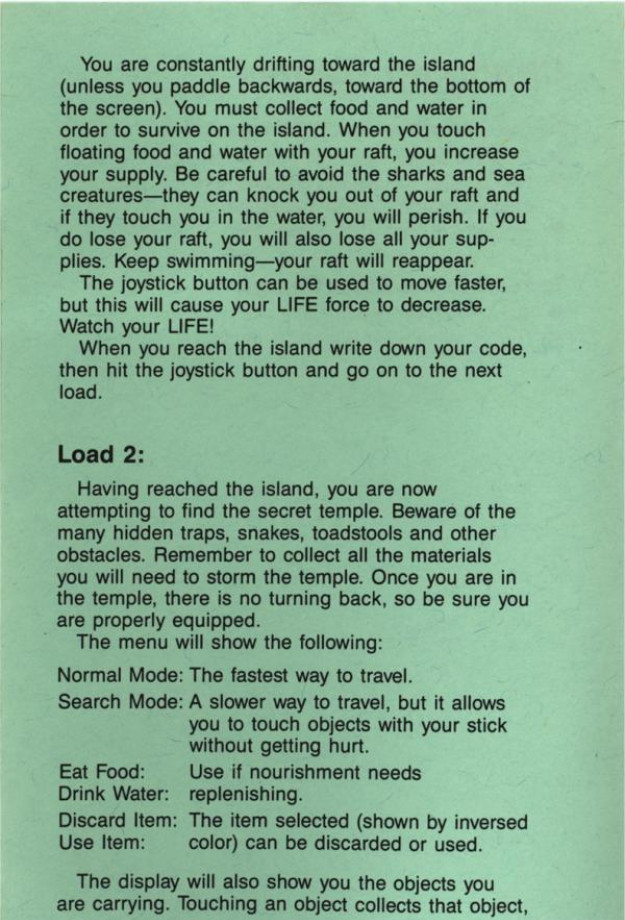 You are constantly drifting toward the island
(unless you paddle backwards, toward the bottom of
the screen). You must collect food and water in
order to survive on the island. When you touch
floating food and water with your raft, you increase
your supply. Be careful to avoid the sharks and sea
creatures—they can knock you out of your raft and
if they touch you in the water, you will perish. If you
do lose your raft, you will also lose all your sup-
plies. Keep swimming—your raft will reappear.
The joystick button can be used to move faster,
but this will cause your LIFE force to decrease.
Watch your LIFE!
When you reach the island write down your code,
then hit the joystick button and go on to the next
load.
Load 2:
Having reached the island, you are now
attempting to find the secret temple. Beware of the
many hidden traps, snakes, toadstools and other
obstacles. Remember to collect all the materials
you will need to storm the temple. Once you are in
the temple, there is no turning back, so be sure you
are properly equipped.
The menu will show the following:
Normal Mode: The fastest way to travel.
Search Mode: A slower way to travel, but it allows
you to touch objects with your stick
without getting hurt.
Eat Food: Use if nourishment needs
Drink Water: replenishing.
Discard Item: The item selected (shown by inversed
Use Item: color) can be discarded or used.
The display will also show you the objects you
are carrying. Touching an object collects that object,